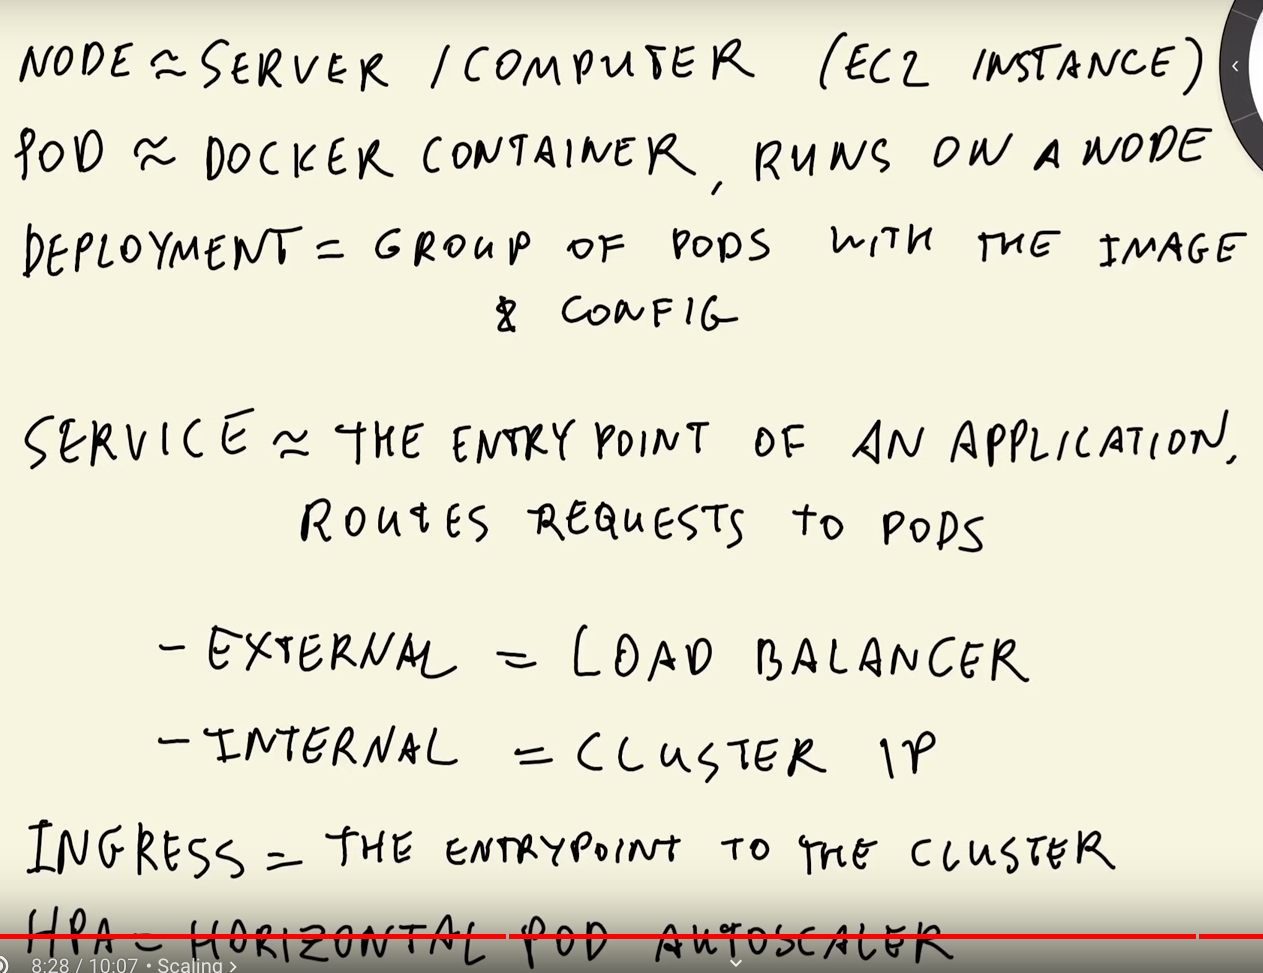 NODE ≈ SERVER / COMPUTER (EC2 INSTANCE)
POD ≈ DOCKER CONTAINER, RUNS ON A NODE
DEPLOYMENT = GROUP OF PODS WITH THE IMAGE
& CONFIG
SERVICE ≈ THE ENTRY POINT OF AN APPLICATION,
ROUTES REQUESTS TO PODS
- EXTERNAL = LOAD BALANCER
- INTERNAL = CLUSTER IP
INGRESS = THE ENTRYPOINT TO THE CLUSTER
HPA = HORIZONTAL POD AUTOSCALER
8:28 / 10:07 • Scaling >